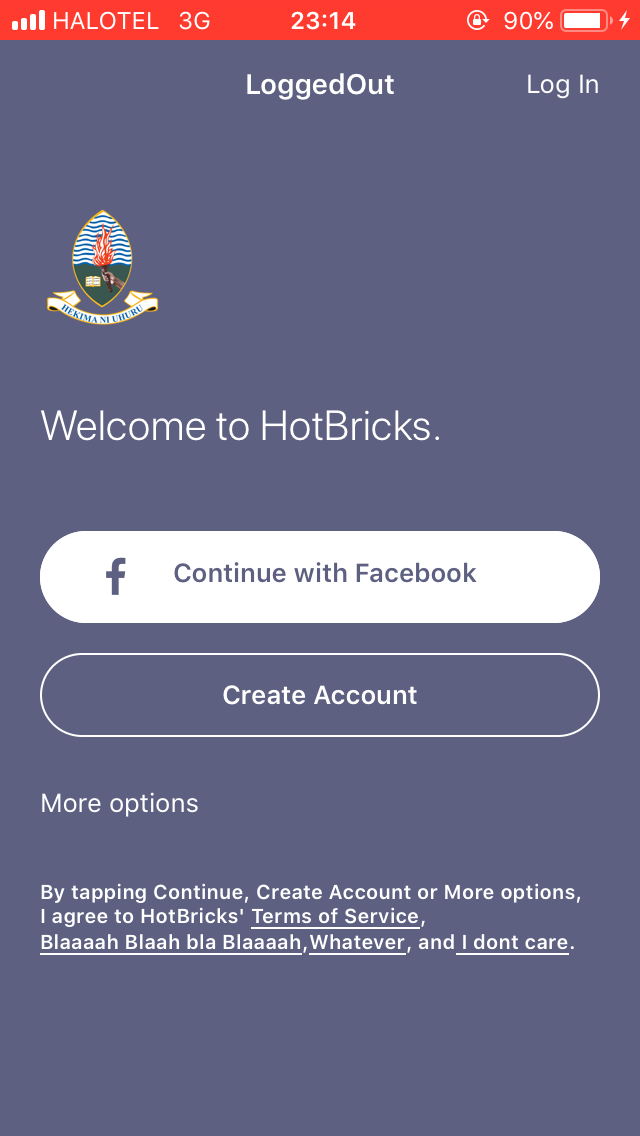 HALOTEL 3G 23:14 90%
LoggedOut Log In
HEKIMA NI UHURU
Welcome to HotBricks.
Continue with Facebook
Create Account
More options
By tapping Continue, Create Account or More options,
I agree to HotBricks' Terms of Service,
Blaaaah Blaah bla Blaaaah,Whatever, and I dont care.